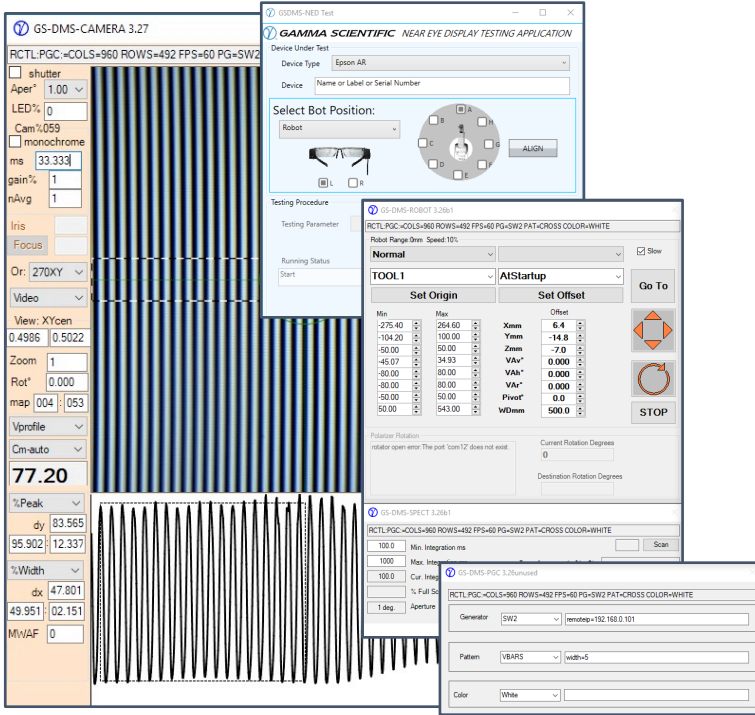 GS-DMS-CAMERA 3.27
RCTL:PGC:=COLS=960 ROWS=492 FPS=60 PG=SW2
shutter
Aper° 1.00
LED% 0
Cam%059
monochrome
ms 33.333
gain% 1
nAvg 1
Iris
Focus
Or: 270XY
Video
View: XYcen
0.4986 0.5022
Zoom 1
Rot° 0.000
map 004 : 053
Vprofile
Cm-auto
77.20
%Peak
dy 83.565
95.902 : 12.337
%Width
dx 47.801
49.951 : 02.151
MWAF 0
GSDMS-NED Test
GAMMA SCIENTIFIC NEAR EYE DISPLAY TESTING APPLICATION
Device Under Test
Device Type Epson AR
Device Name or Label or Serial Number
Select Bot Position:
Robot
L R
A
B H
C G
D F
E
ALIGN
Testing Procedure
Testing Parameter
Running Status
Start
GS-DMS-ROBOT 3.26b1
RCTL:PGC:=COLS=960 ROWS=492 FPS=60 PG=SW2 PAT=CROSS COLOR=WHITE
Robot Range:0mm Speed:10%
Normal
Slow
TOOL1 AtStartup
Go To
Set Origin Set Offset
Min Max Offset
-275.40 264.60 Xmm 6.4
-104.20 100.00 Ymm -14.8
-50.00 50.00 Zmm -7.0
-45.07 34.93 VAv° 0.000
-80.00 80.00 VAh° 0.000
-80.00 80.00 VAr° 0.000
-50.00 50.00 Pivot° 0.0
50.00 543.00 WDmm 500.0
STOP
Polarizer Rotation
rotator open error:The port 'com12' does not exist.
Current Rotation Degrees
0
Destination Rotation Degrees
GS-DMS-SPECT 3.26b1
RCTL:PGC:=COLS=960 ROWS=492 FPS=60 PG=SW2 PAT=CROSS COLOR=WHITE
100.0 Min. Integration ms
Scan
1000 Max.
100.0 Cur.
% Full
1 deg. Aperture
GS-DMS-PGC 3.26unused
RCTL:PGC:=COLS=960 ROWS=492 FPS=60 PG=SW2 PAT=CROSS COLOR=WHITE
Generator SW2 remoteip=192.168.0.101
Pattern VBARS width=5
Color White